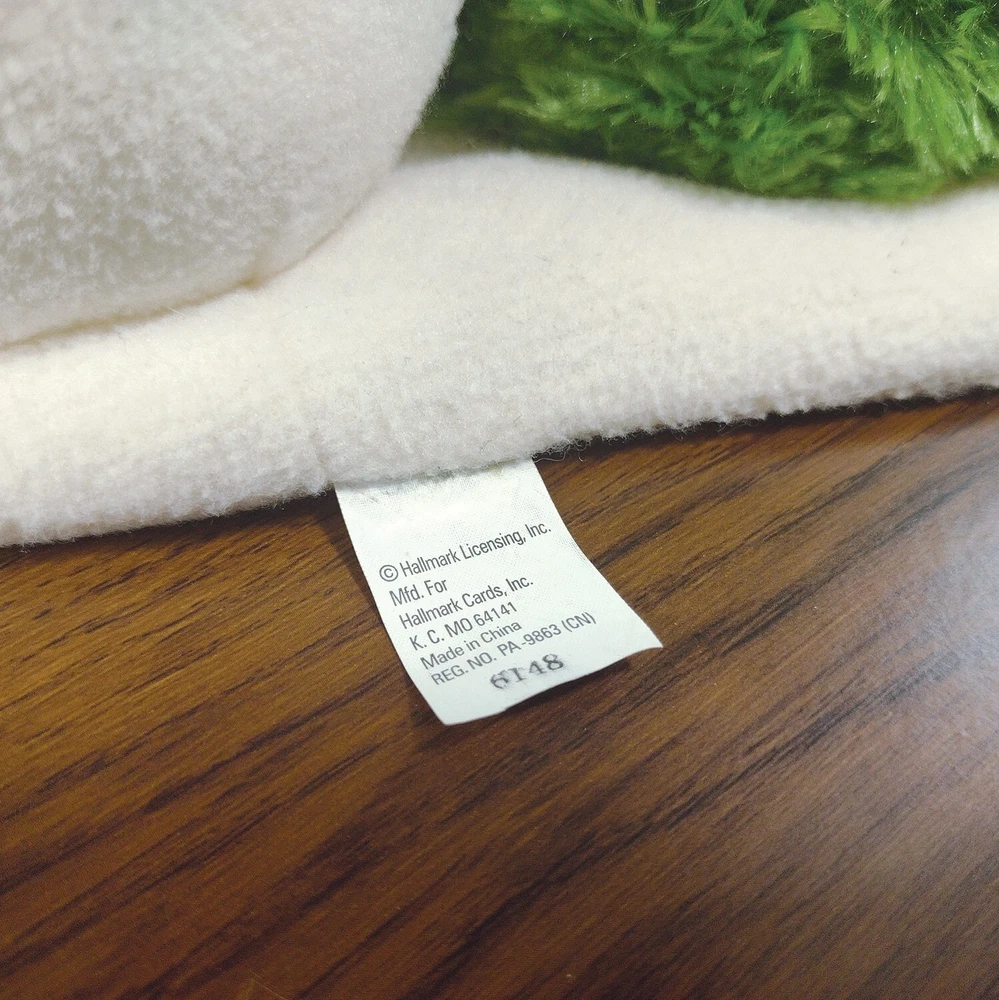 © Hallmark Licensing, Inc.
Mfd. For
Hallmark Cards, Inc.
K. C. MO 64141
Made in China
REG. NO. PA-9863 (CN)
6148